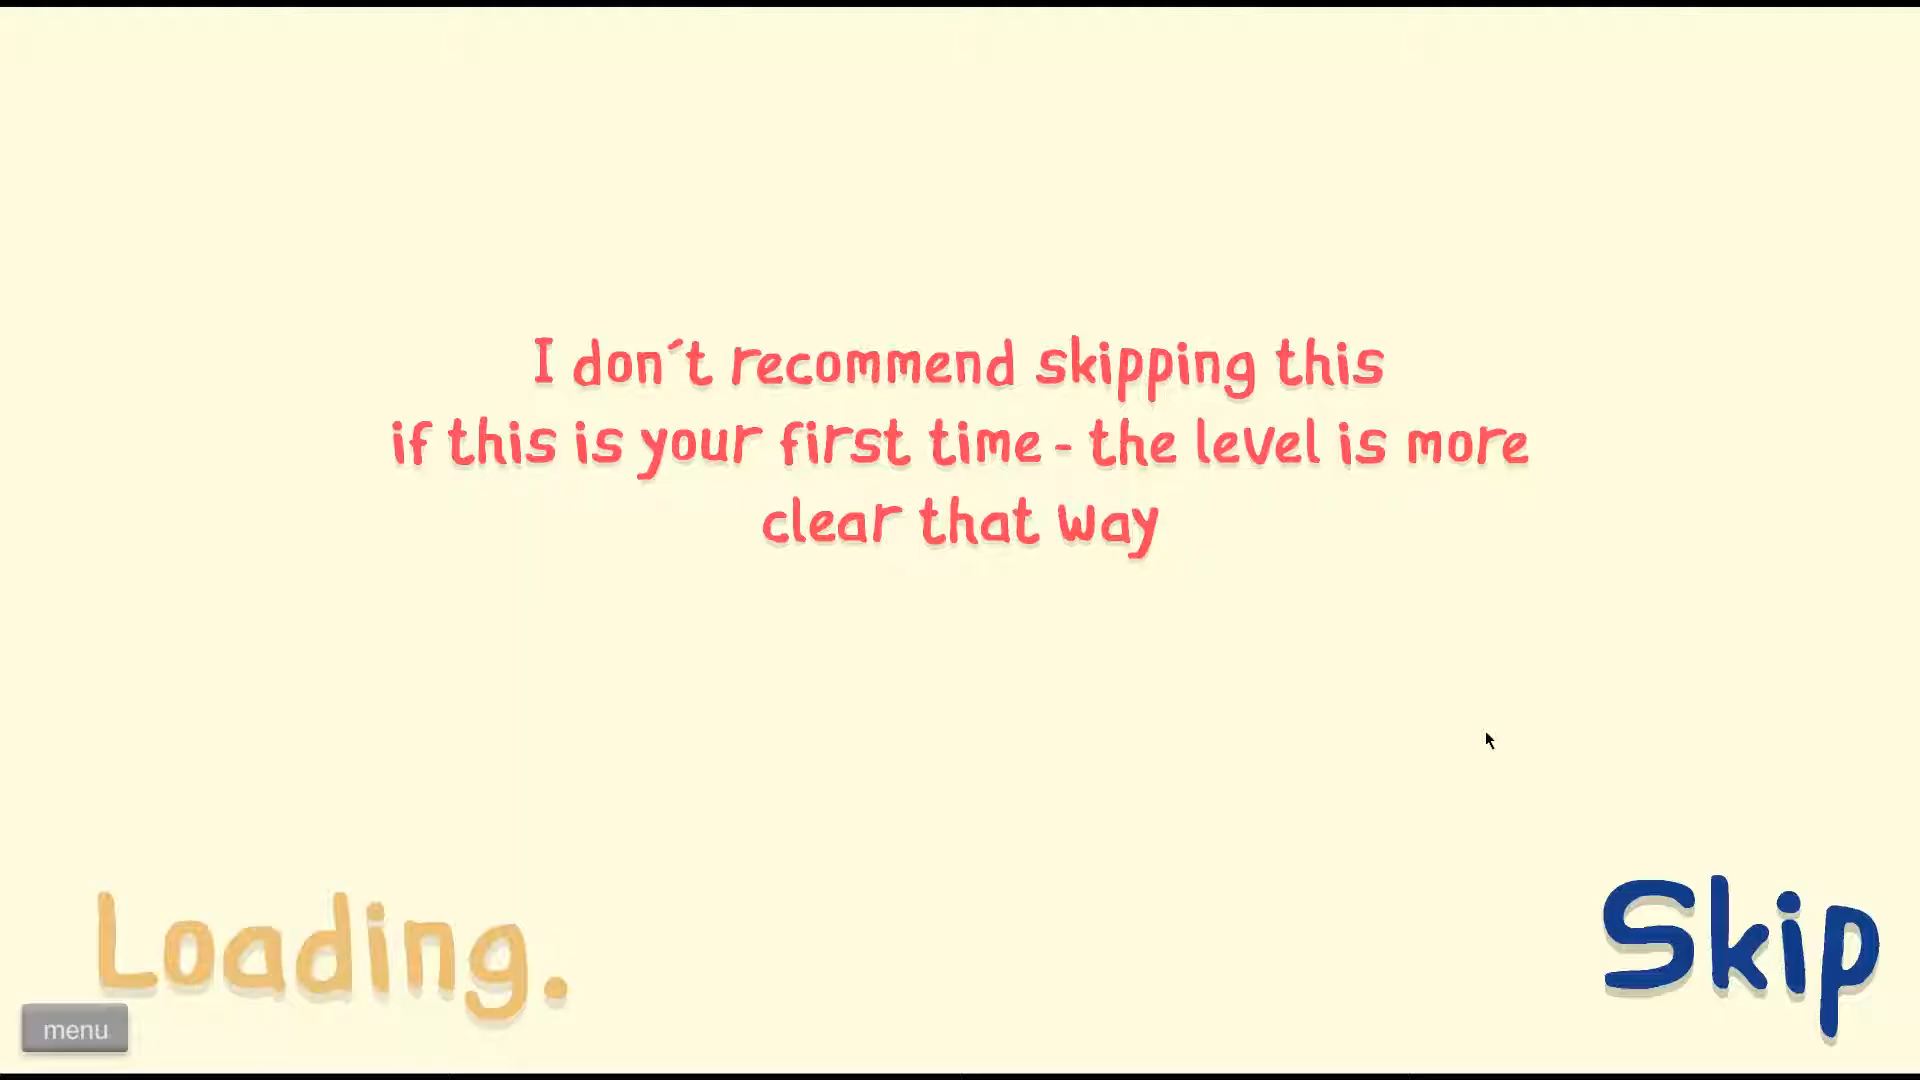 I don´t recommend skipping this
if this is your first time - the level is more
clear that way
Loading.
Skip
menu